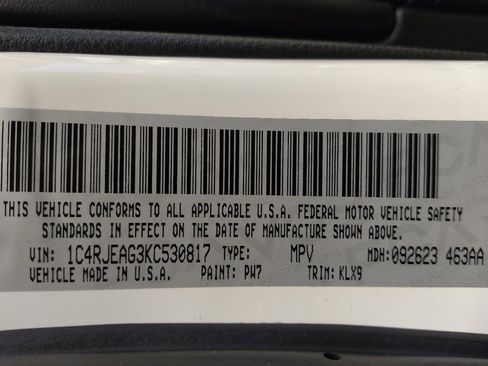 THIS VEHICLE CONFORMS TO ALL APPLICABLE U.S.A. FEDERAL MOTOR VEHICLE SAFETY
STANDARDS IN EFFECT ON THE DATE OF MANUFACTURE SHOWN ABOVE.
VIN: 1C4RJEAG3KC530817 TYPE: MPV MDH: 092623 463AA
VEHICLE MADE IN U.S.A. PAINT: PW7 TRIM: KLX9